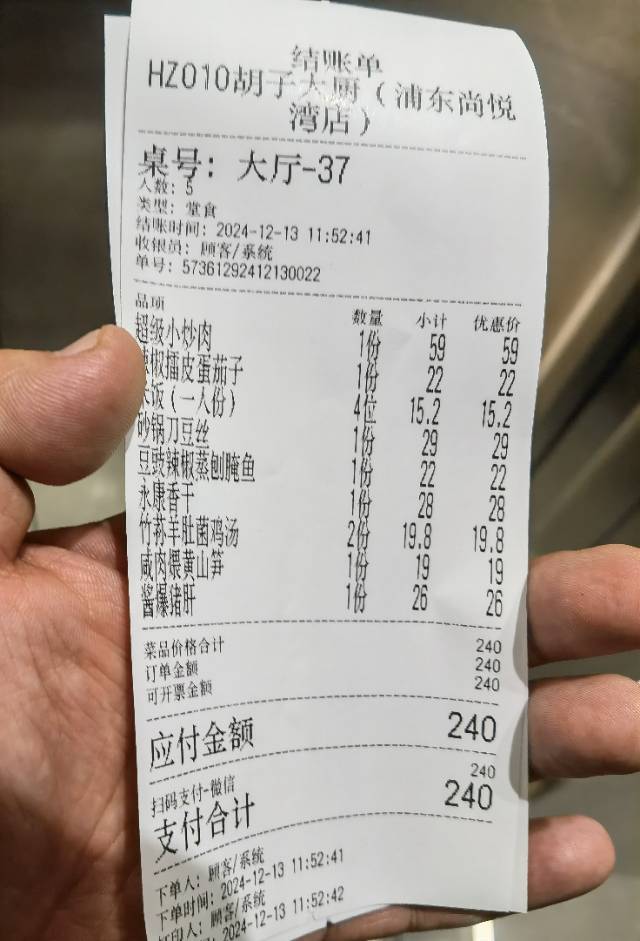 结账单
HZ010胡子大厨（浦东尚悦
湾店）
桌号：大厅-37
人数：5
类型：堂食
结账时间：2024-12-13 11:52:41
收银员：顾客/系统
单号：57361292412130022
品项 数量 小计 优惠价
超级小炒肉 1份 59 59
椒擂皮蛋茄子 1份 22 22
饭（一人份） 4位 15.2 15.2
砂锅刀豆丝 1份 29 29
豆豉辣椒蒸刨腌鱼 1份 22 22
永康香干 1份 28 28
竹荪羊肚菌鸡汤 2份 19.8 19.8
咸肉煨黄山笋 1份 19 19
酱爆猪肝 1份 26 26
菜品价格合计 240
订单金额 240
可开票金额 240
应付金额 240
扫码支付-微信 240
支付合计 240
下单人：顾客/系统
下单时间：2024-12-13 11:52:41
打印人：顾客/系统
2024-12-13 11:52:42